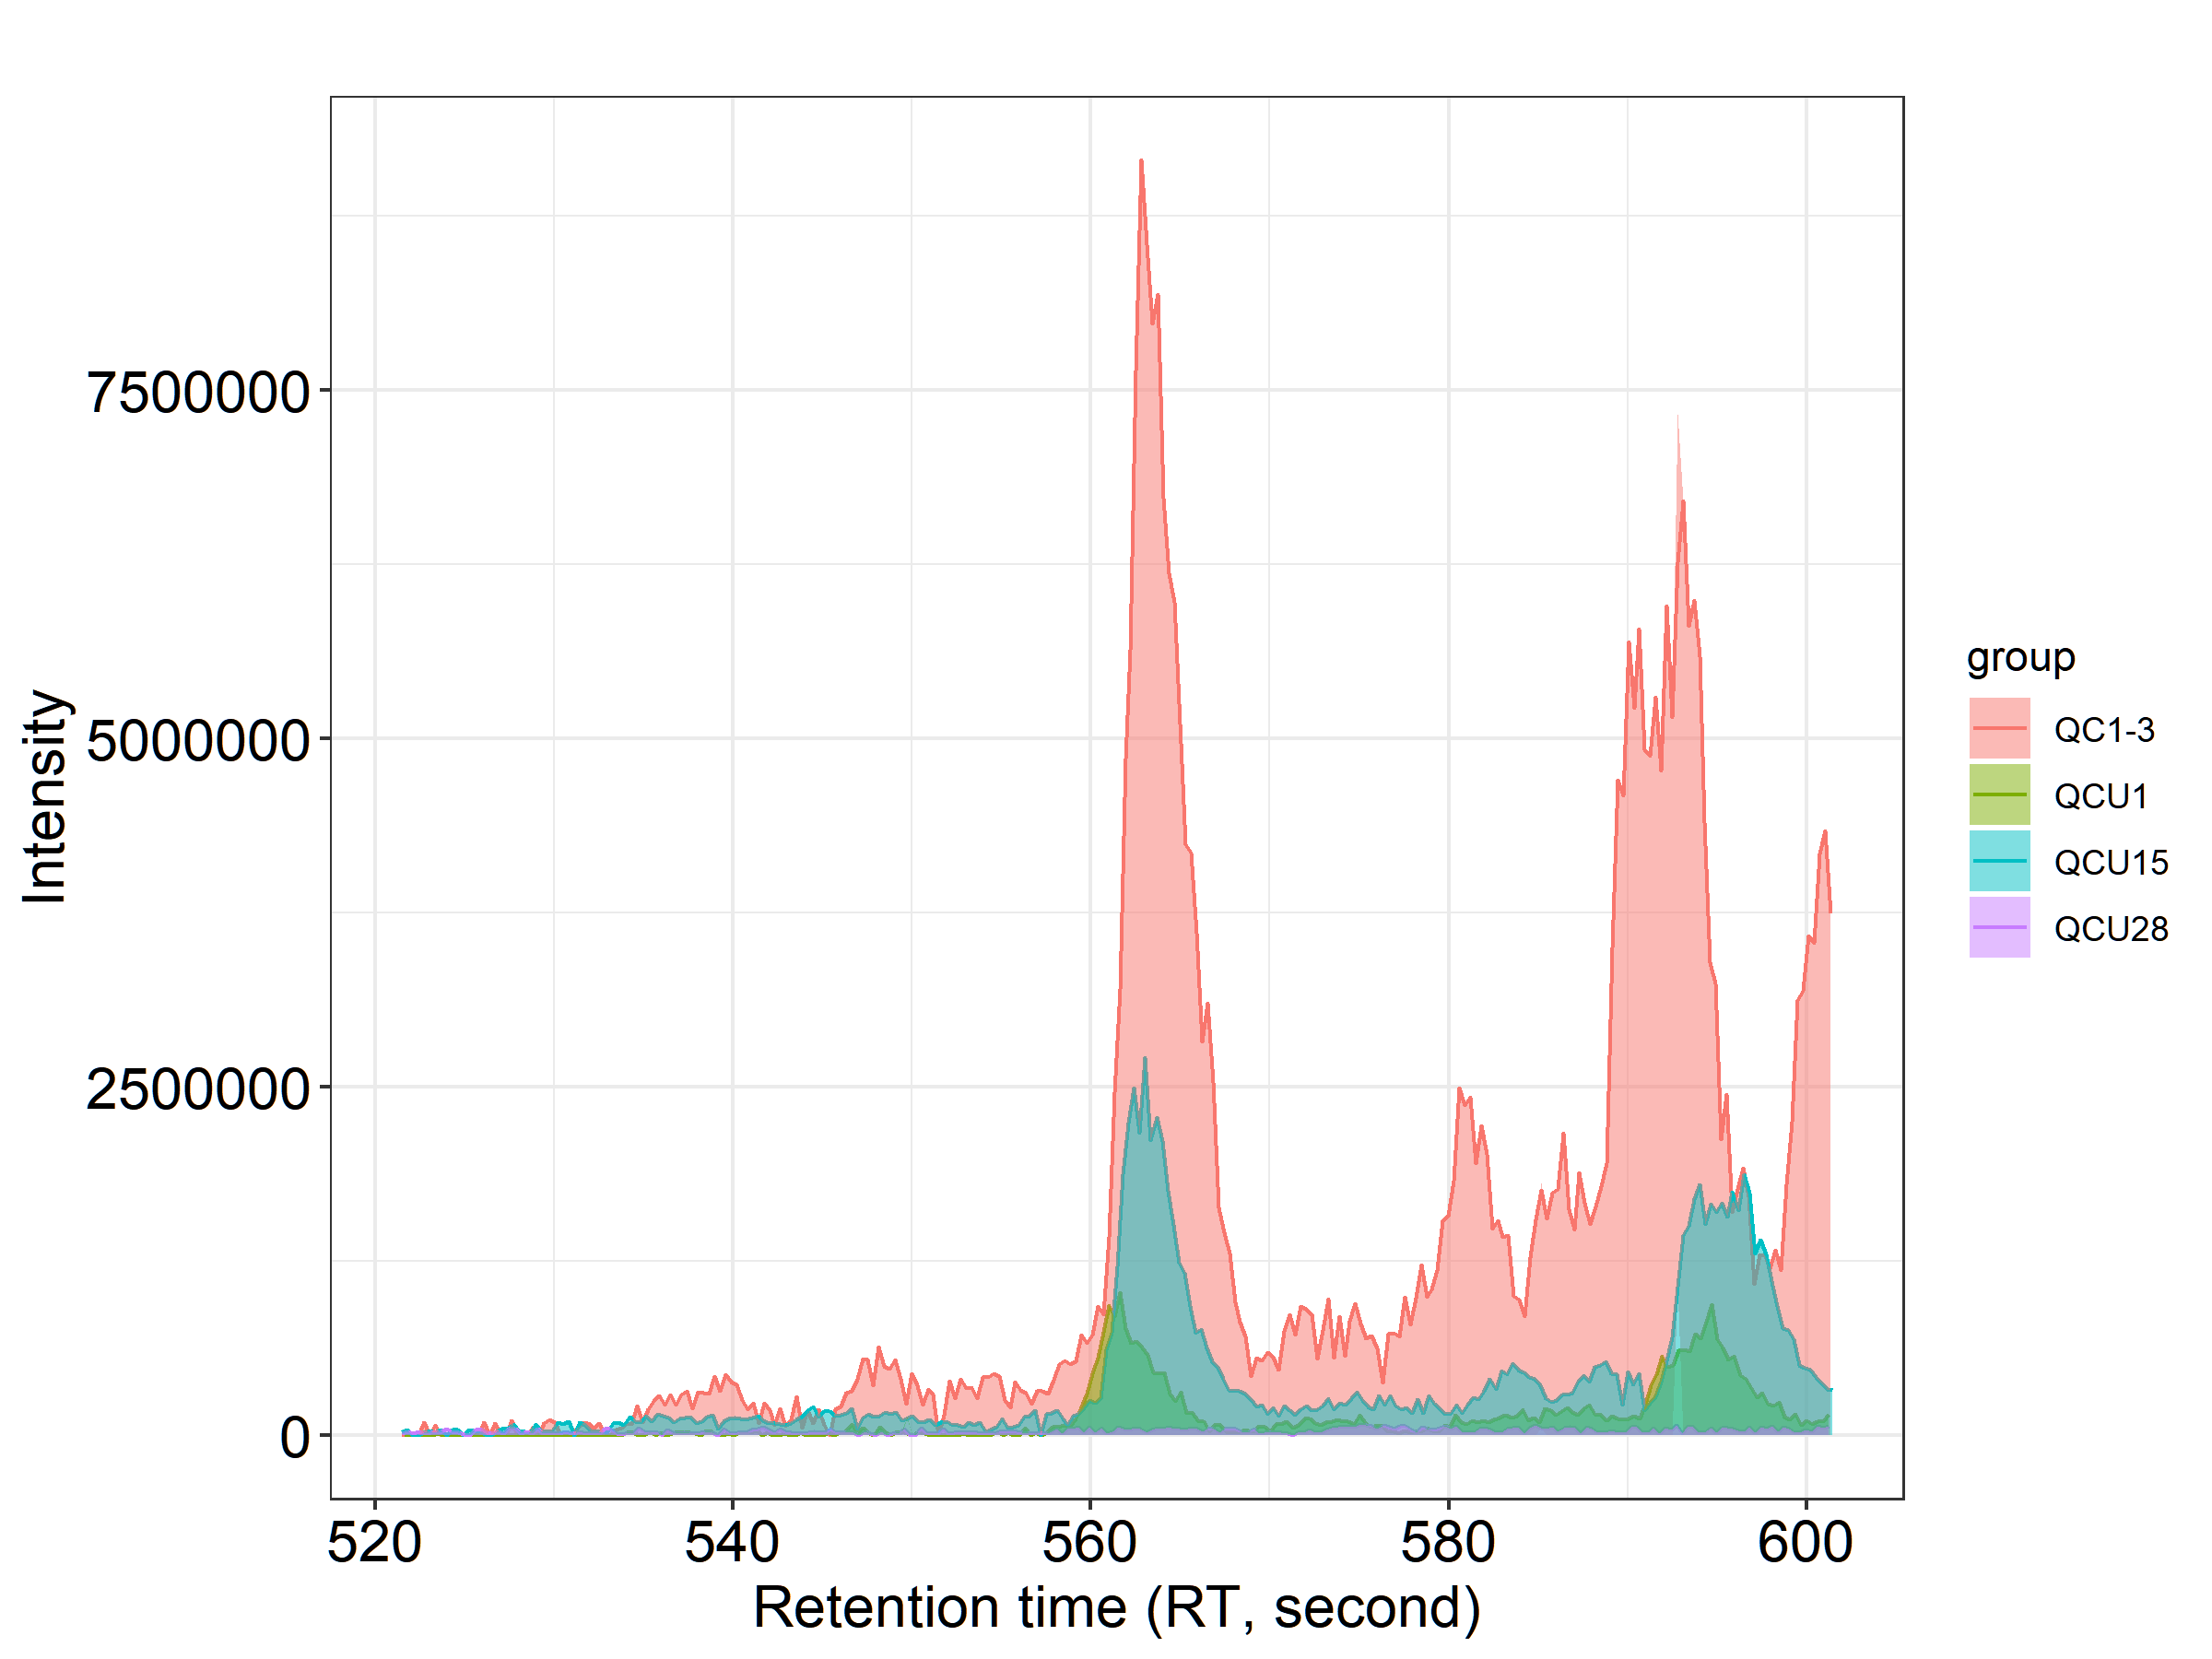 7500000
5000000
2500000
0
Intensity
520 540 560 580 600
Retention time (RT, second)
group
QC1-3
QCU1
QCU15
QCU28